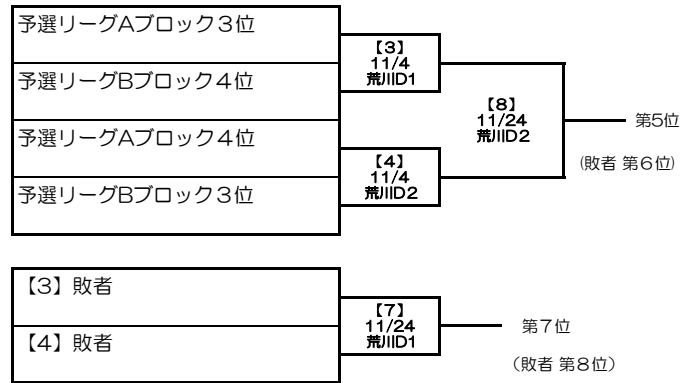 予選リーグAブロック３位
【3】
11/4
荒川ID1
予選リーグBブロック４位
【8】
11/24
荒川ID2
第5位
予選リーグAブロック４位
(敗者 第６位)
【4】
11/4
荒川ID2
予選リーグBブロック３位
【3】敗者
【7】
11/24
荒川ID1
第７位
【4】敗者
（敗者 第８位）